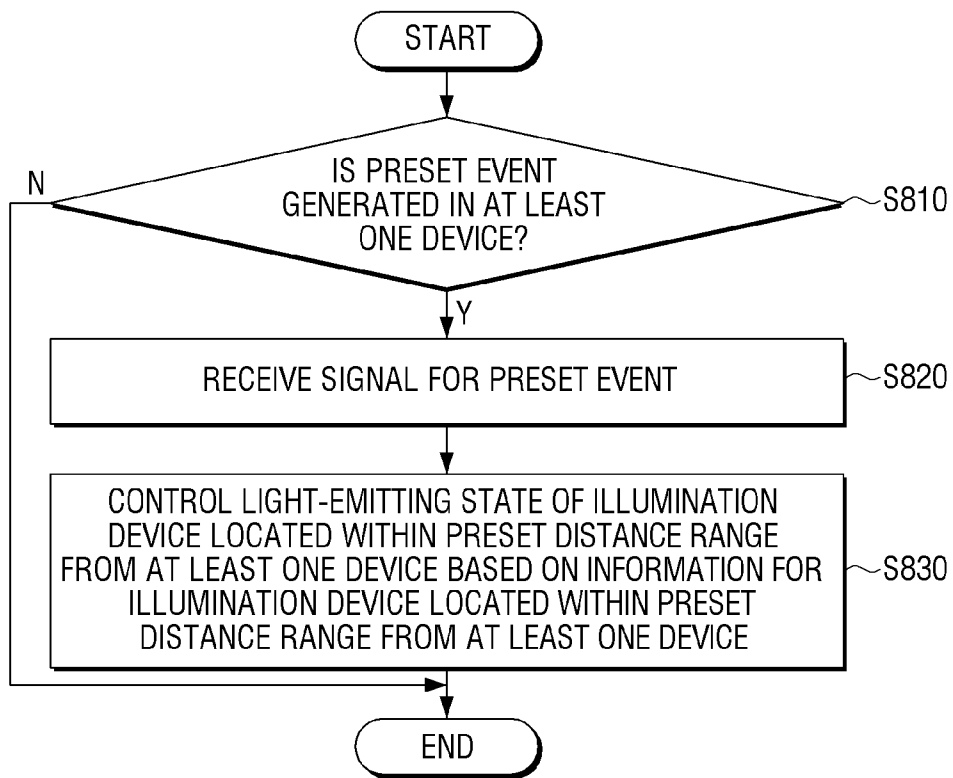 START
IS PRESET EVENT
GENERATED IN AT LEAST
ONE DEVICE?
N
S810
Y
RECEIVE SIGNAL FOR PRESET EVENT
S820
CONTROL LIGHT-EMITTING STATE OF ILLUMINATION
DEVICE LOCATED WITHIN PRESET DISTANCE RANGE
FROM AT LEAST ONE DEVICE BASED ON INFORMATION FOR
ILLUMINATION DEVICE LOCATED WITHIN PRESET
DISTANCE RANGE FROM AT LEAST ONE DEVICE
S830
END